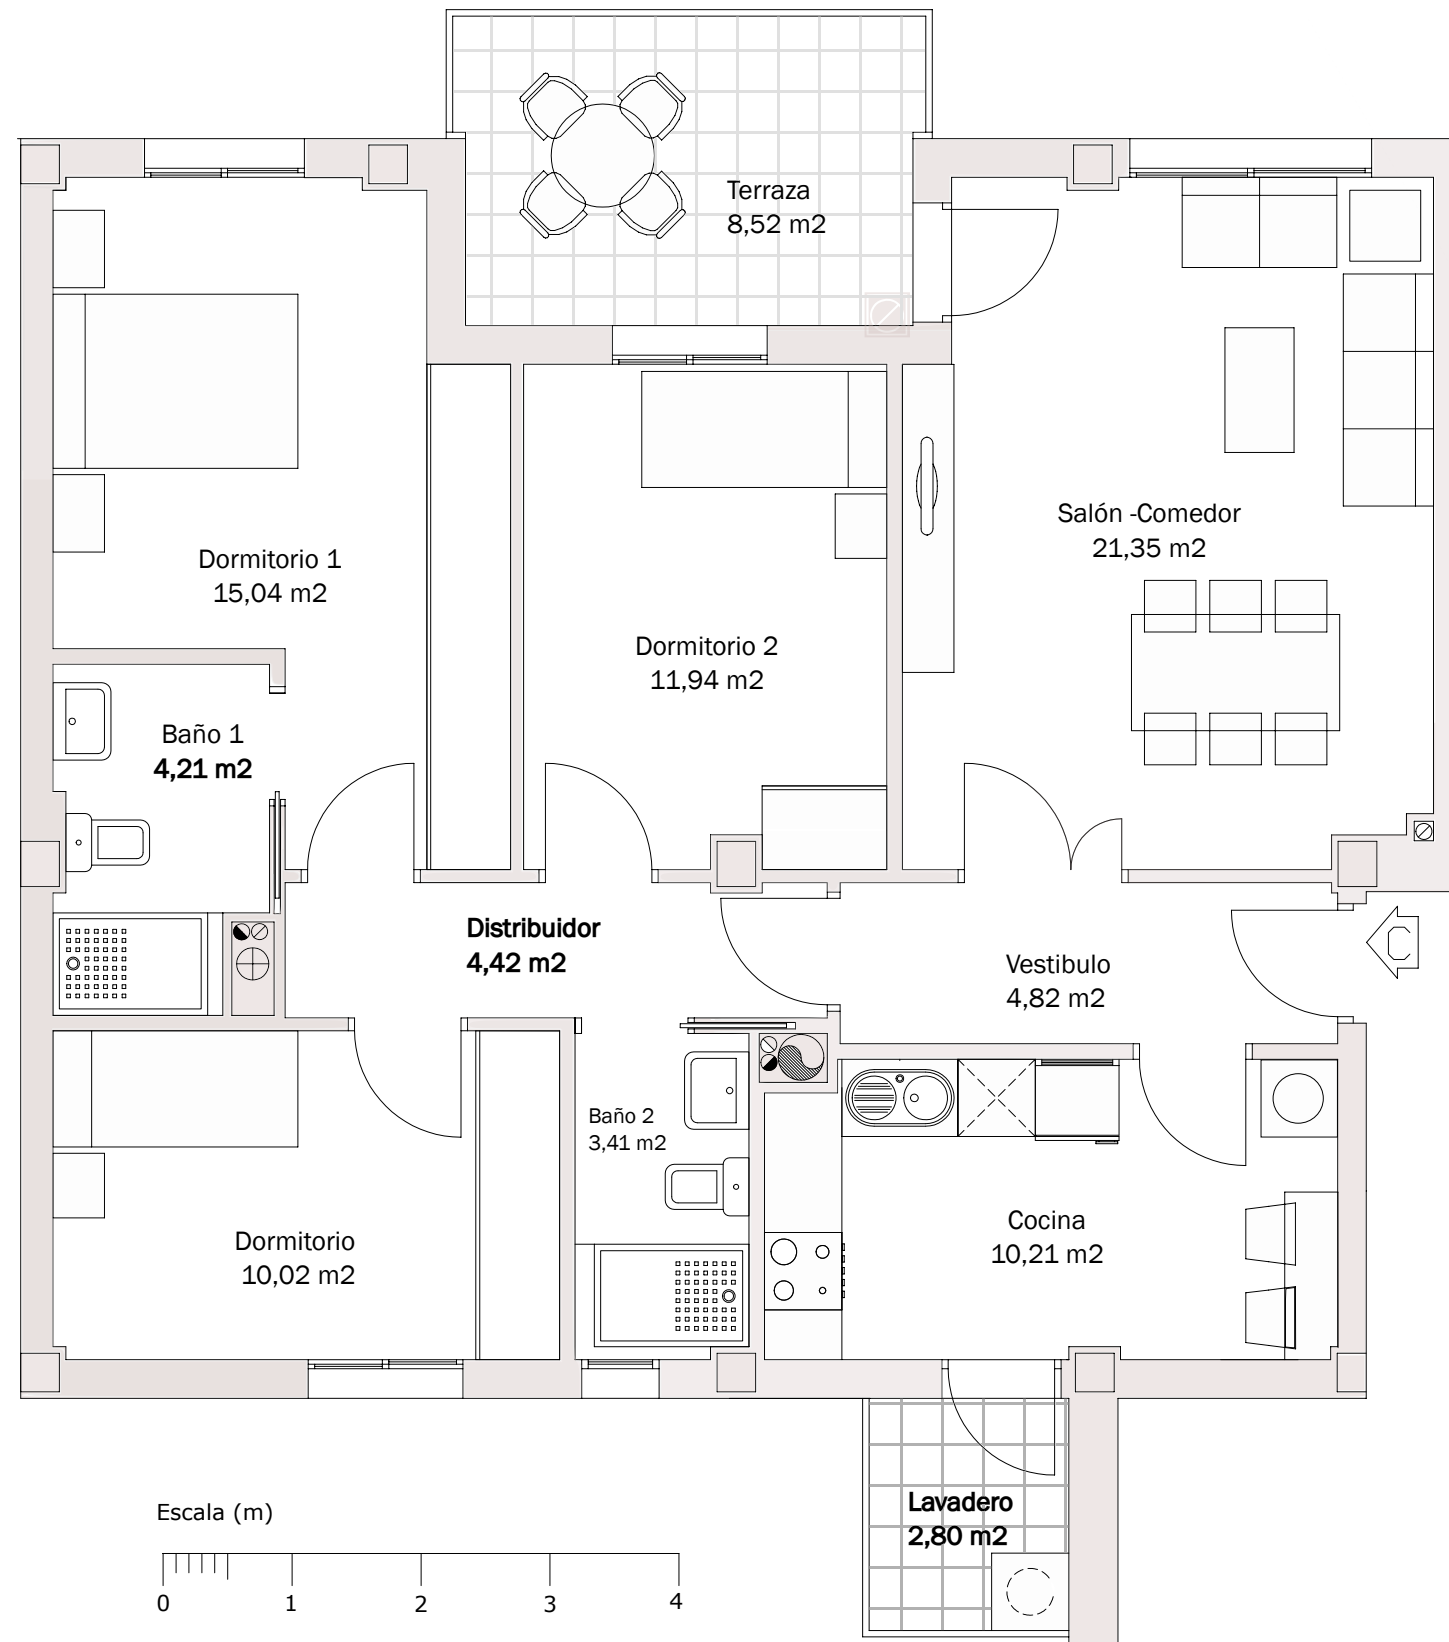 Terraza
8,52 m2
Salón -Comedor
21,35 m2
Dormitorio 1
15,04 m2
Dormitorio 2
11,94 m2
Baño 1
4,21 m2
Distribuidor
4,42 m2
Vestibulo
4,82 m2
Baño 2
3,41 m2
Cocina
10,21 m2
Dormitorio
10,02 m2
Lavadero
2,80 m2
Escala (m)
0 1 2 3 4